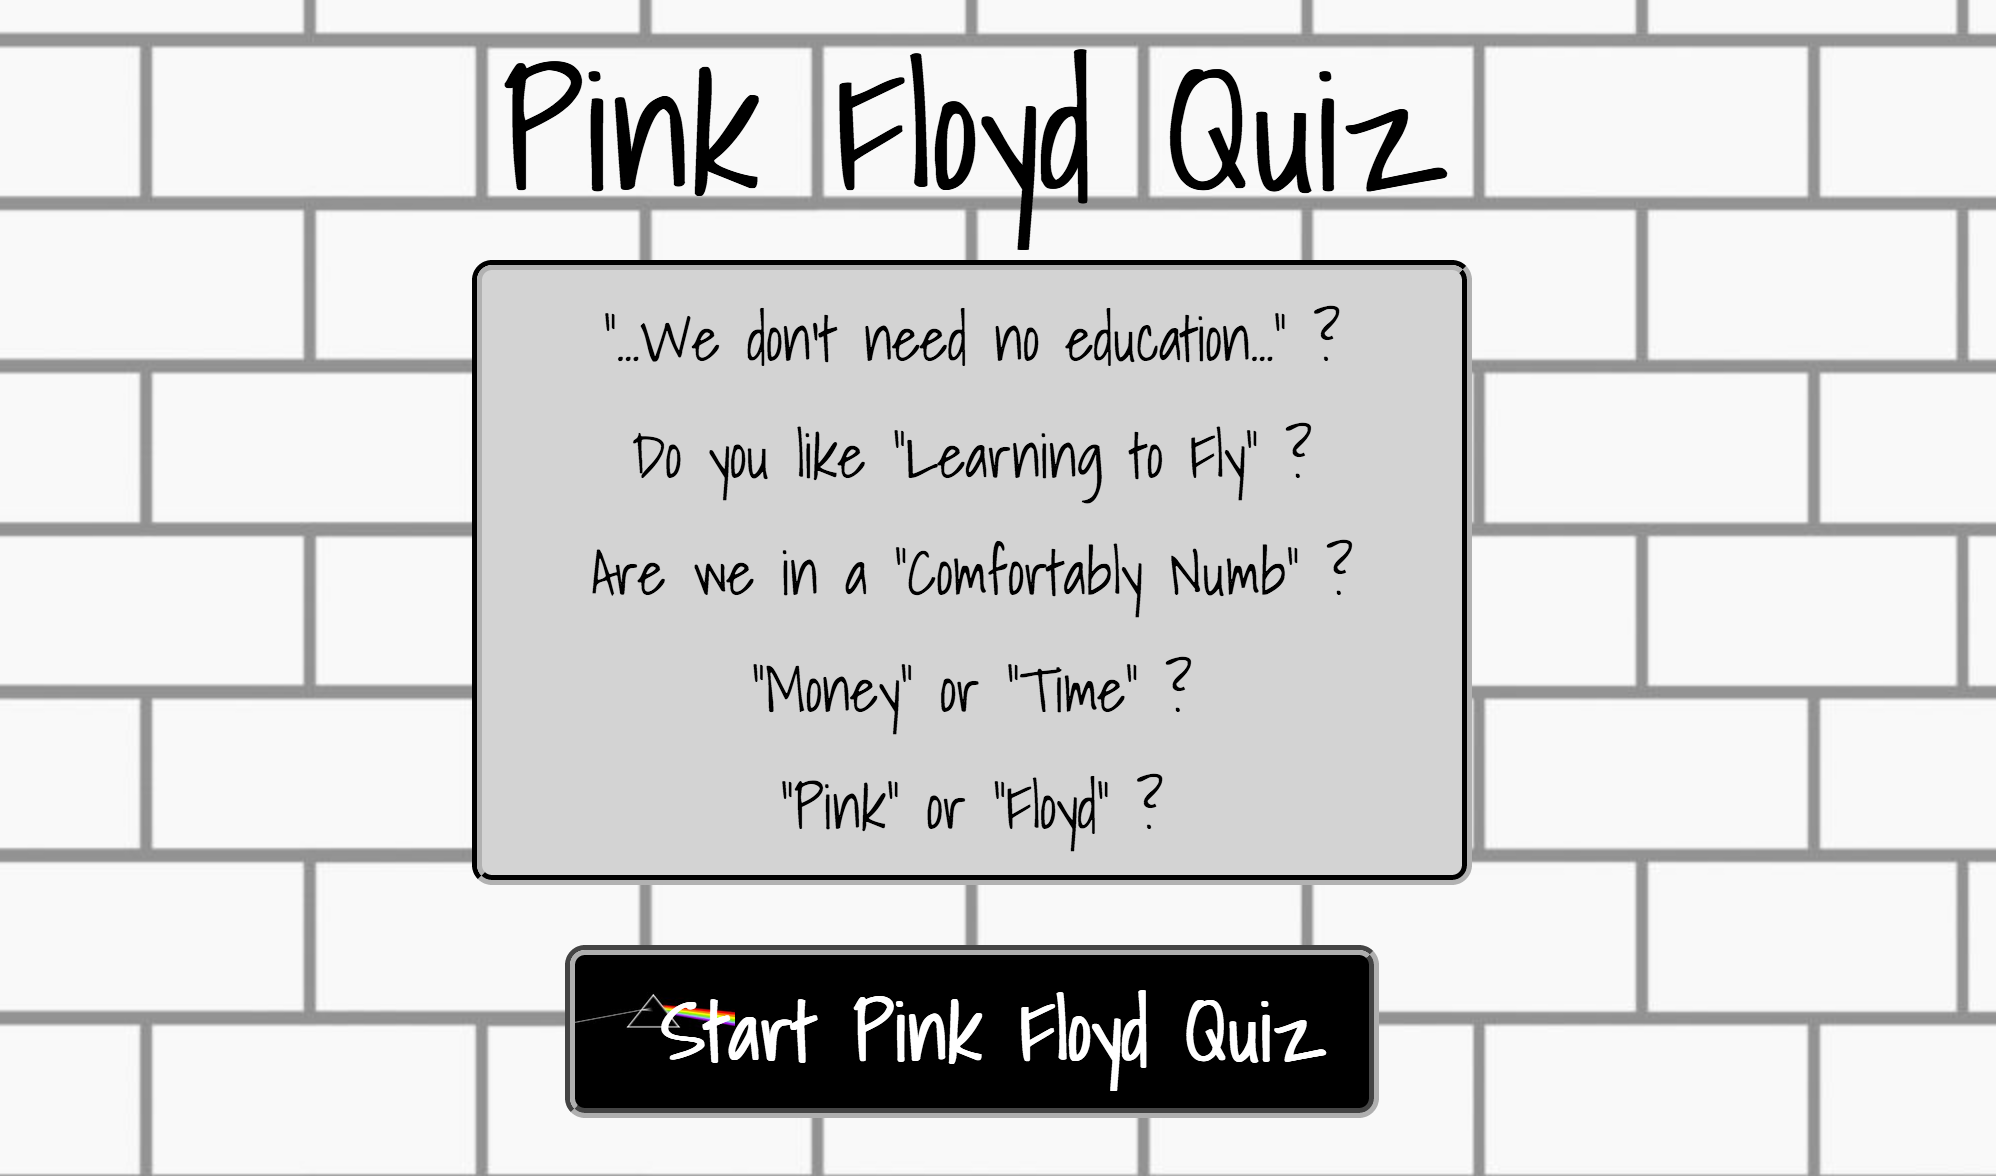 Pink Floyd Quiz
"...We don't need no education..." ?
Do you like "Learning to Fly" ?
Are we in a "Comfortably Numb" ?
"Money" or "Time" ?
"Pink" or "Floyd" ?
Start Pink Floyd Quiz